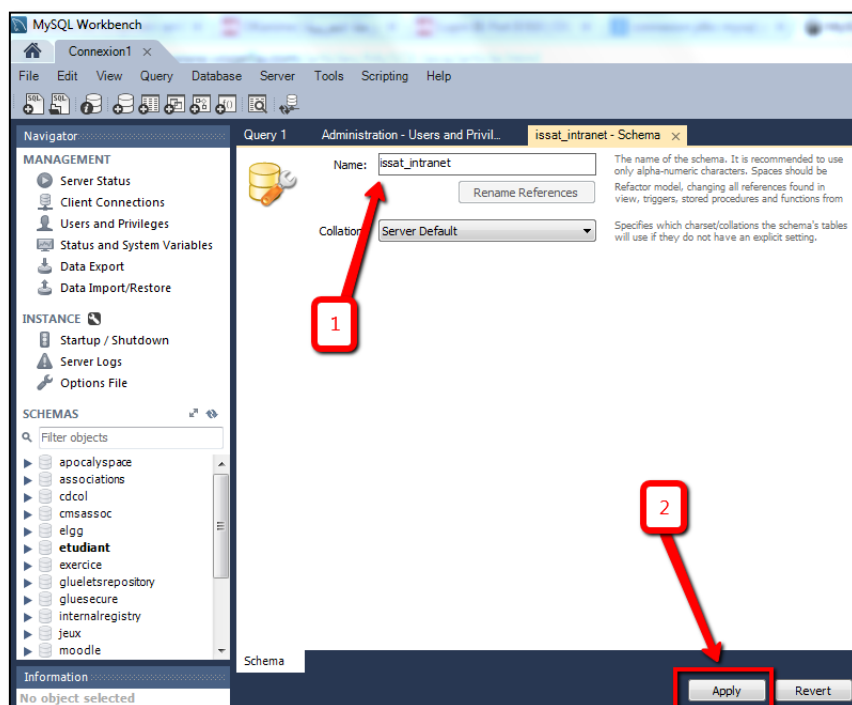 MySQL Workbench
Connexion1 ×
File Edit View Query Database Server Tools Scripting Help
Navigator
MANAGEMENT
Server Status
Client Connections
Users and Privileges
Status and System Variables
Data Export
Data Import/Restore
INSTANCE
Startup / Shutdown
Server Logs
Options File
SCHEMAS
Filter objects
apocalyspace
associations
cdcol
cmsassoc
elgg
etudiant
exercice
glueletsrepository
gluesecure
internalregistry
jeux
moodle
Information
No object selected
Query 1
Administration - Users and Privil...
issat_intranet - Schema ×
Name: issat_intranet
The name of the schema. It is recommended to use
only alpha-numeric characters. Spaces should be
Rename References
Refactor model, changing all references found in
view, triggers, stored procedures and functions from
Collation Server Default
Specifies which charset/collations the schema's tables
will use if they do not have an explicit setting.
1
2
Schema
Apply Revert